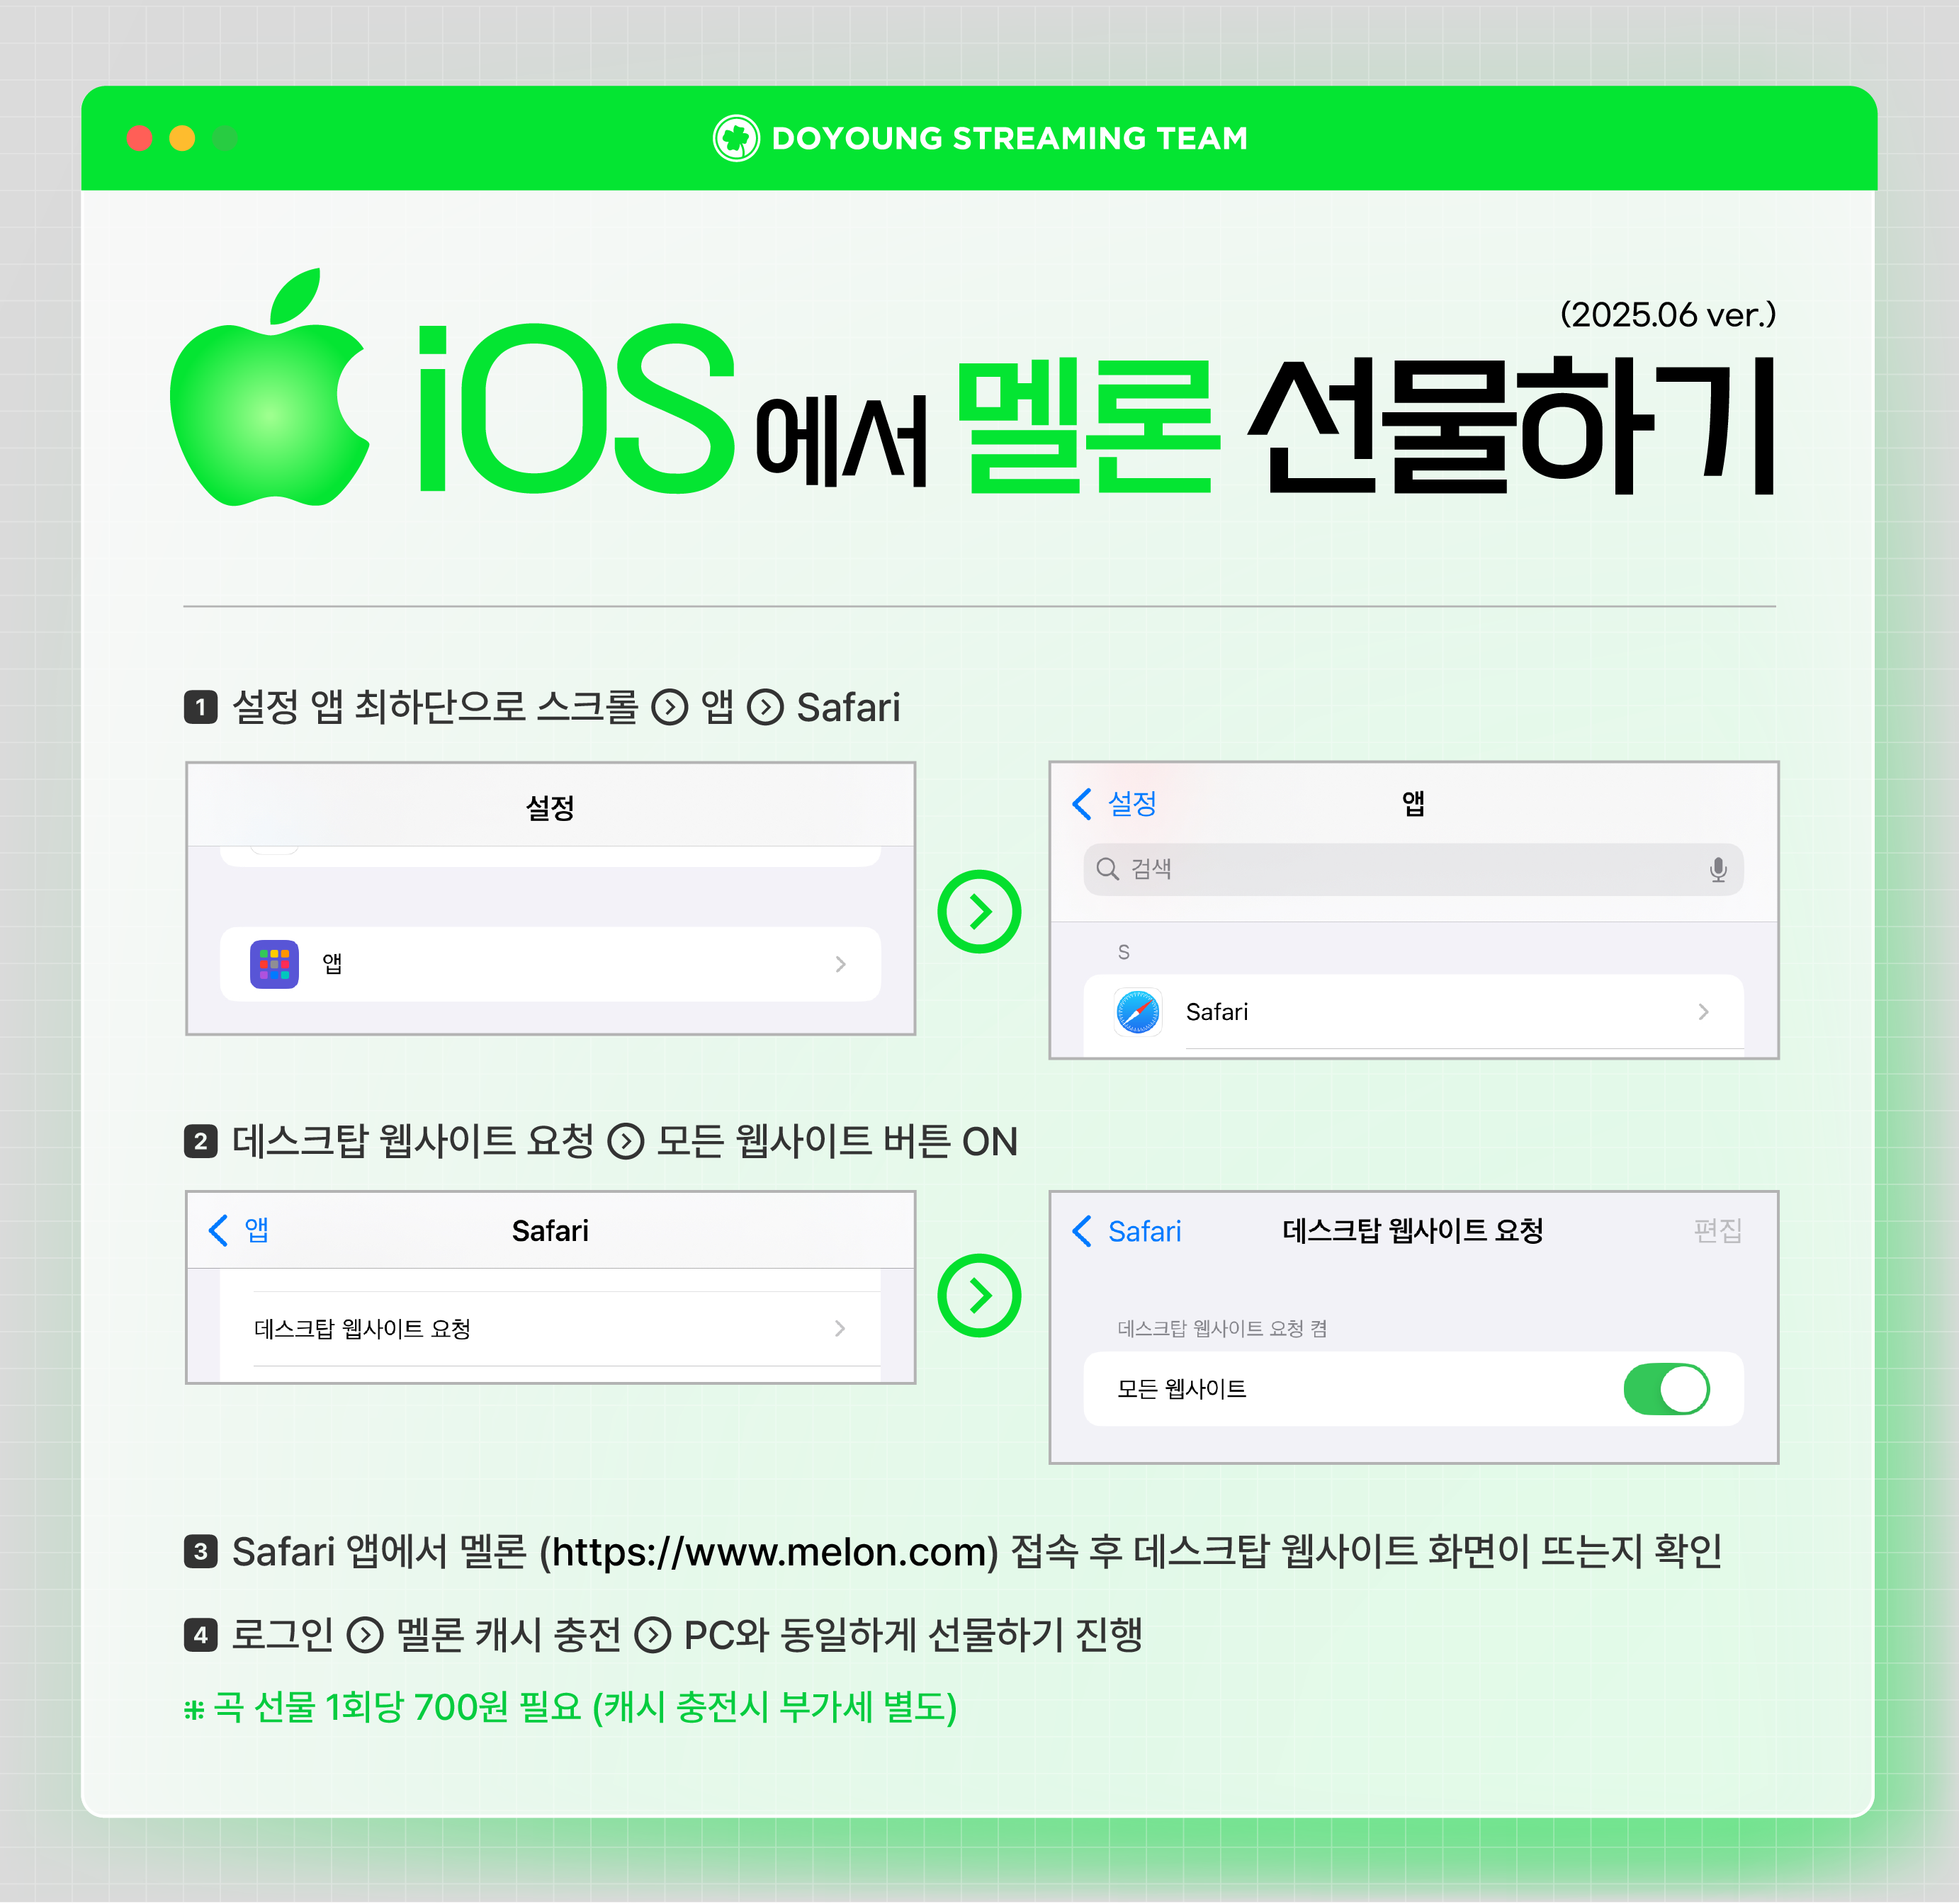 DOYOUNG STREAMING TEAM
(2025.06 ver.)
iOS에서 멜론 선물하기
1 설정 앱 최하단으로 스크롤 > 앱 > Safari
설정
앱
설정
앱
검색
S
Safari
2 데스크탑 웹사이트 요청 > 모든 웹사이트 버튼 ON
앱
Safari
데스크탑 웹사이트 요청
Safari
데스크탑 웹사이트 요청
편집
데스크탑 웹사이트 요청 켬
모든 웹사이트
3 Safari 앱에서 멜론 (https://www.melon.com) 접속 후 데스크탑 웹사이트 화면이 뜨는지 확인
4 로그인 > 멜론 캐시 충전 > PC와 동일하게 선물하기 진행
※ 곡 선물 1회당 700원 필요 (캐시 충전시 부가세 별도)